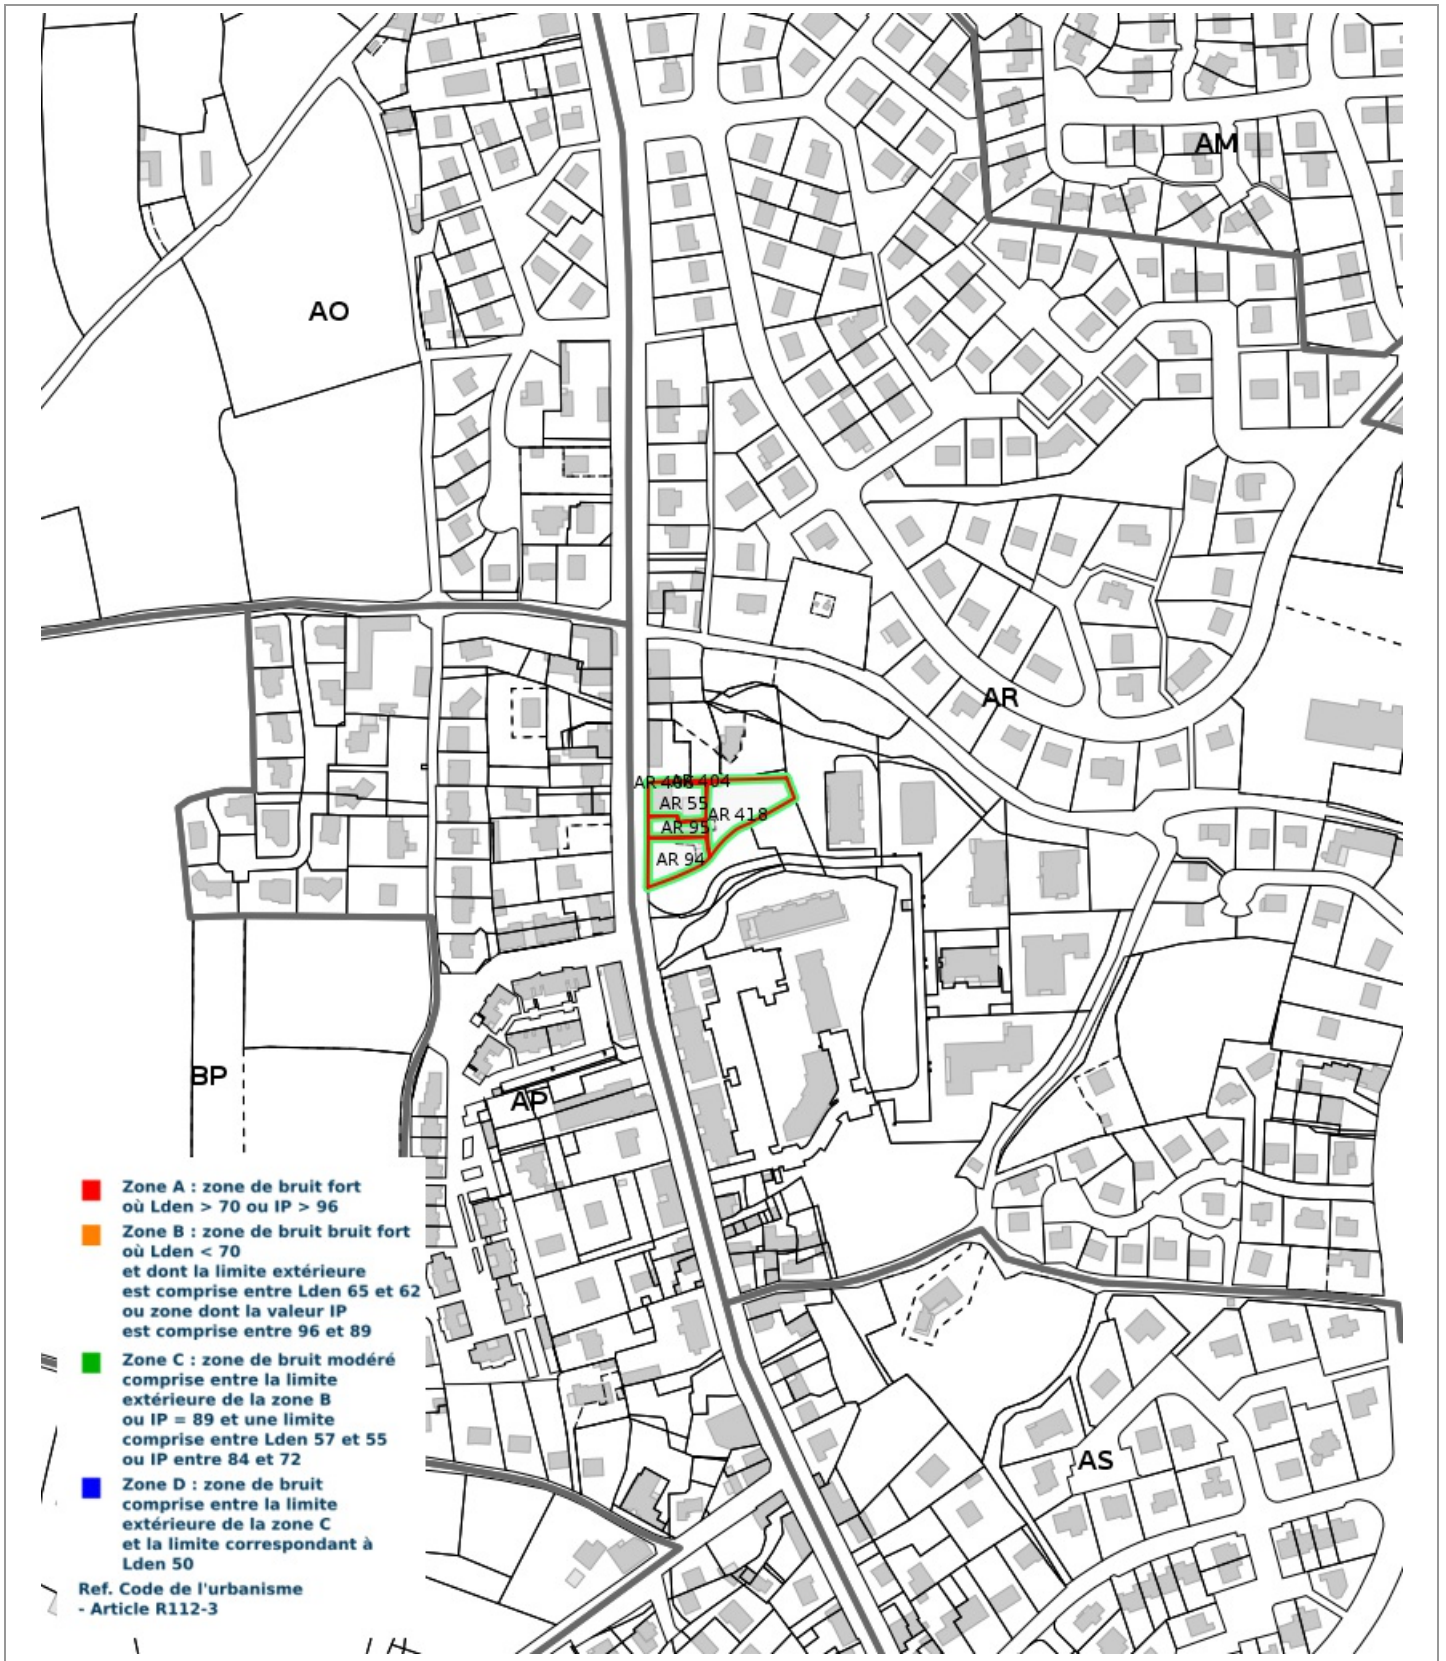 AM
AO
AR
AR 404
AR 55
AR 418
AR 95
AR 94
BP
AP
AS
Zone A : zone de bruit fort
où Lden > 70 ou IP > 96
Zone B : zone de bruit bruit fort
où Lden < 70
et dont la limite extérieure
est comprise entre Lden 65 et 62
ou zone dont la valeur IP
est comprise entre 96 et 89
Zone C : zone de bruit modéré
comprise entre la limite
extérieure de la zone B
ou IP = 89 et une limite
comprise entre Lden 57 et 55
ou IP entre 84 et 72
Zone D : zone de bruit
comprise entre la limite
extérieure de la zone C
et la limite correspondant à
Lden 50
Ref. Code de l'urbanisme
- Article R112-3